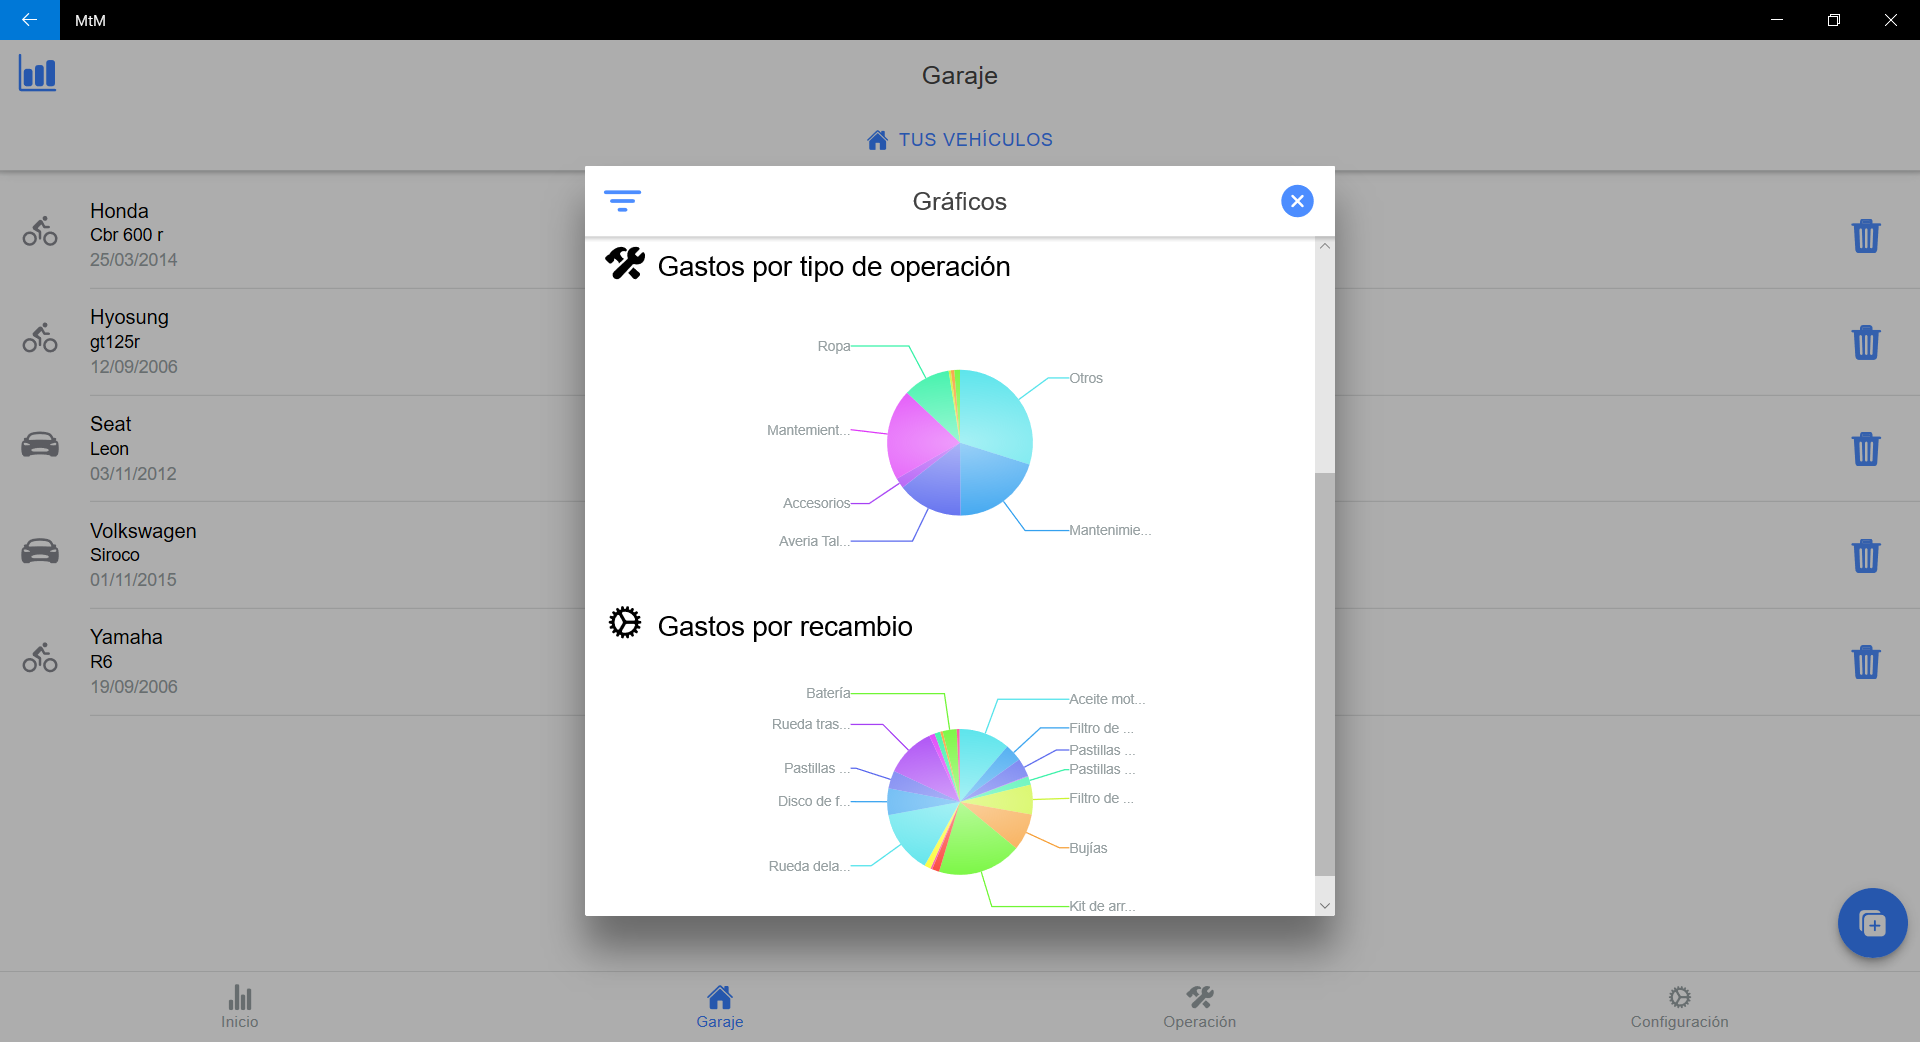 MtM
Garaje
TUS VEHÍCULOS
Honda
Cbr 600 r
25/03/2014
Hyosung
gt125r
12/09/2006
Seat
Leon
03/11/2012
Volkswagen
Siroco
01/11/2015
Yamaha
R6
19/09/2006
Gráficos
Gastos por tipo de operación
Ropa
Otros
Mantemient...
Accesorios
Mantenimie...
Averia Tal...
Gastos por recambio
Batería
Aceite mot...
Rueda tras...
Filtro de ...
Pastillas ...
Pastillas ...
Pastillas ...
Disco de f...
Filtro de ...
Bujías
Rueda dela...
Kit de arr...
Inicio
Garaje
Operación
Configuración